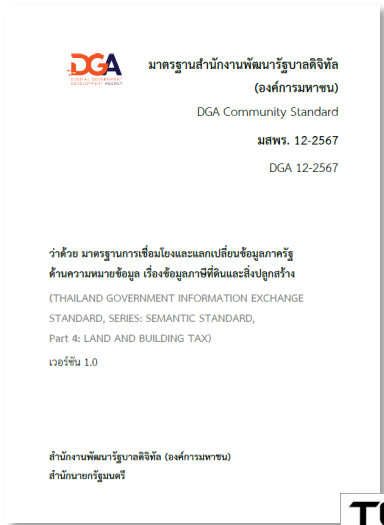 DGA
DIGITAL GOVERNMENT
DEVELOPMENT AGENCY
มาตรฐานสำนักงานพัฒนารัฐบาลดิจิทัล
(องค์การมหาชน)
DGA Community Standard
มสพร. 12-2567
DGA 12-2567
ว่าด้วย มาตรฐานการเชื่อมโยงและแลกเปลี่ยนข้อมูลภาครัฐ
ด้านความหมายข้อมูล เรื่องข้อมูลภาษีที่ดินและสิ่งปลูกสร้าง
(THAILAND GOVERNMENT INFORMATION EXCHANGE
STANDARD, SERIES: SEMANTIC STANDARD,
Part 4: LAND AND BUILDING TAX)
เวอร์ชัน 1.0
สำนักงานพัฒนารัฐบาลดิจิทัล (องค์การมหาชน)
สำนักนายกรัฐมนตรี